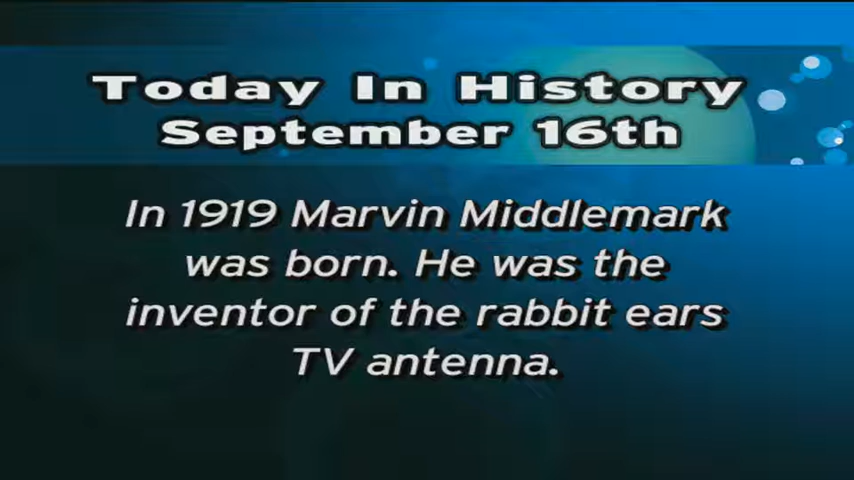 Today In History
September 16th
In 1919 Marvin Middlemark
was born. He was the
inventor of the rabbit ears
TV antenna.